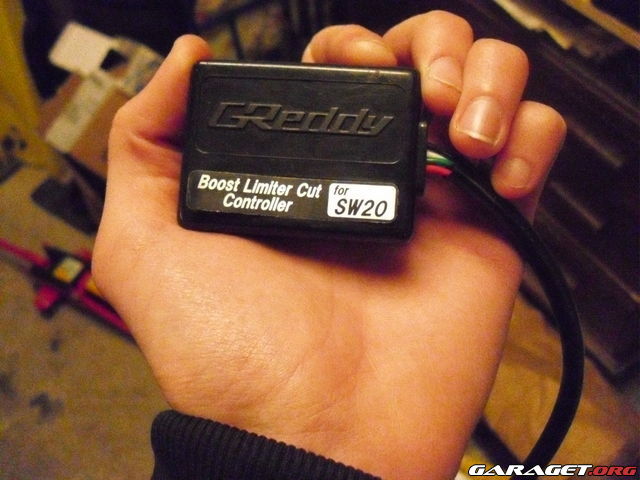 GReddy
Boost Limiter Cut
Controller
for
SW20
GARAGET.ORG